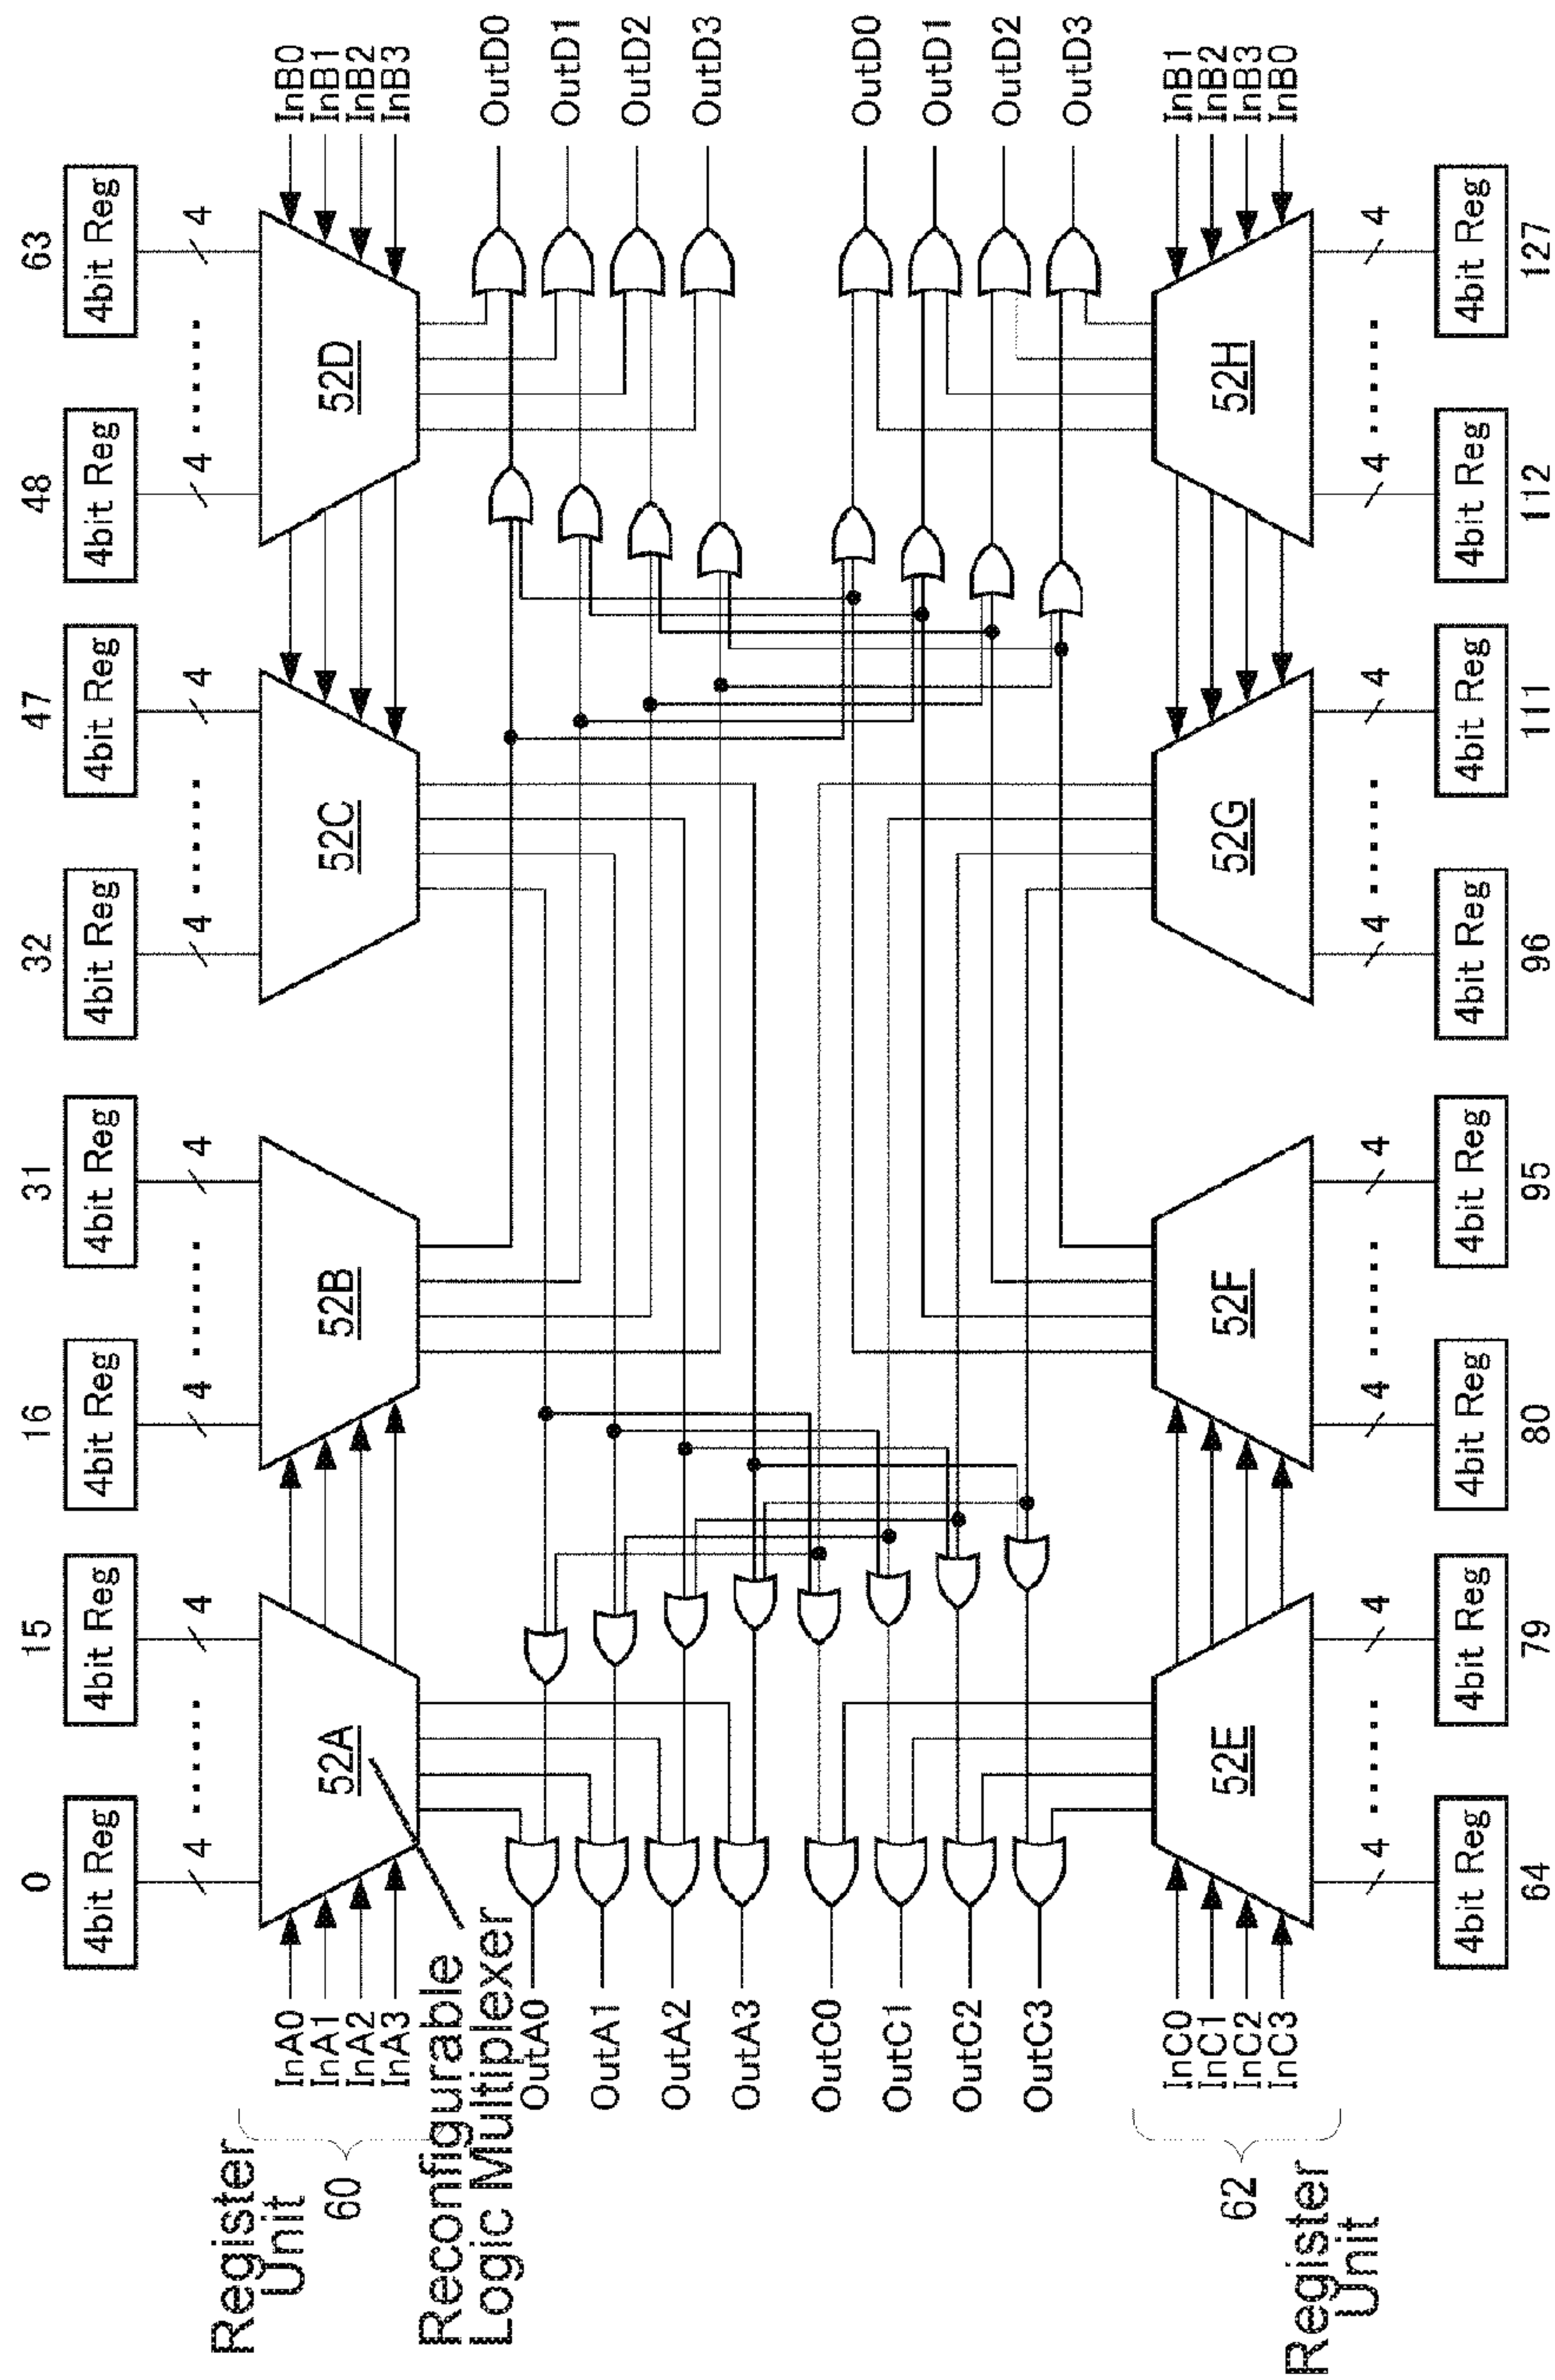 0 15 16 31 32 47 48 63
4bit Reg 4bit Reg 4bit Reg 4bit Reg 4bit Reg 4bit Reg 4bit Reg 4bit Reg
4 4 4 4 4 4 4 4
Register
Unit
60
InA0
InA1
InA2
InA3
52A 52B 52C 52D
InB0
InB1
InB2
InB3
Reconfigurable
Logic Multiplexer
OutA0
OutA1
OutA2
OutA3
OutC0
OutC1
OutC2
OutC3
OutD0
OutD1
OutD2
OutD3
OutD0
OutD1
OutD2
OutD3
InC0
InC1
InC2
InC3
52E 52F 52G 52H
InB1
InB2
InB3
InB0
62
Register
Unit
4 4 4 4 4 4 4 4
4bit Reg 4bit Reg 4bit Reg 4bit Reg 4bit Reg 4bit Reg 4bit Reg 4bit Reg
64 79 80 95 96 111 112 127